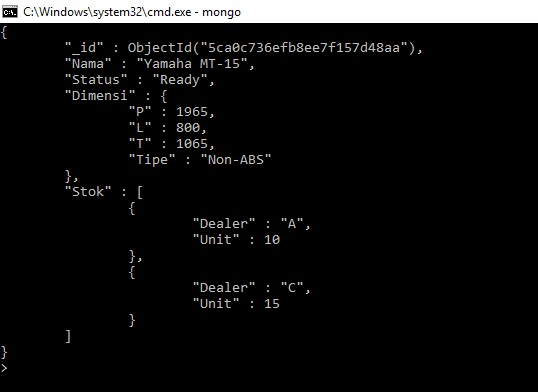 C:\Windows\system32\cmd.exe - mongo
{
        "_id" : ObjectId("5ca0c736efb8ee7f157d48aa"),
        "Nama" : "Yamaha MT-15",
        "Status" : "Ready",
        "Dimensi" : {
                "P" : 1965,
                "L" : 800,
                "T" : 1065,
                "Tipe" : "Non-ABS"
        },
        "Stok" : [
                {
                        "Dealer" : "A",
                        "Unit" : 10
                },
                {
                        "Dealer" : "C",
                        "Unit" : 15
                }
        ]
}
>